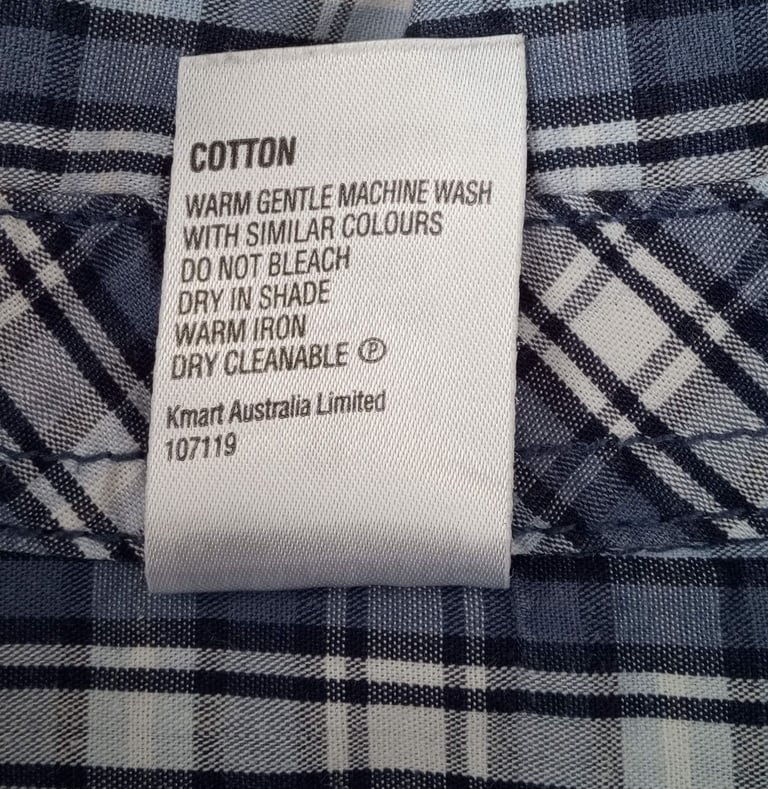 COTTON
WARM GENTLE MACHINE WASH
WITH SIMILAR COLOURS
DO NOT BLEACH
DRY IN SHADE
WARM IRON
DRY CLEANABLE Ⓟ
Kmart Australia Limited
107119